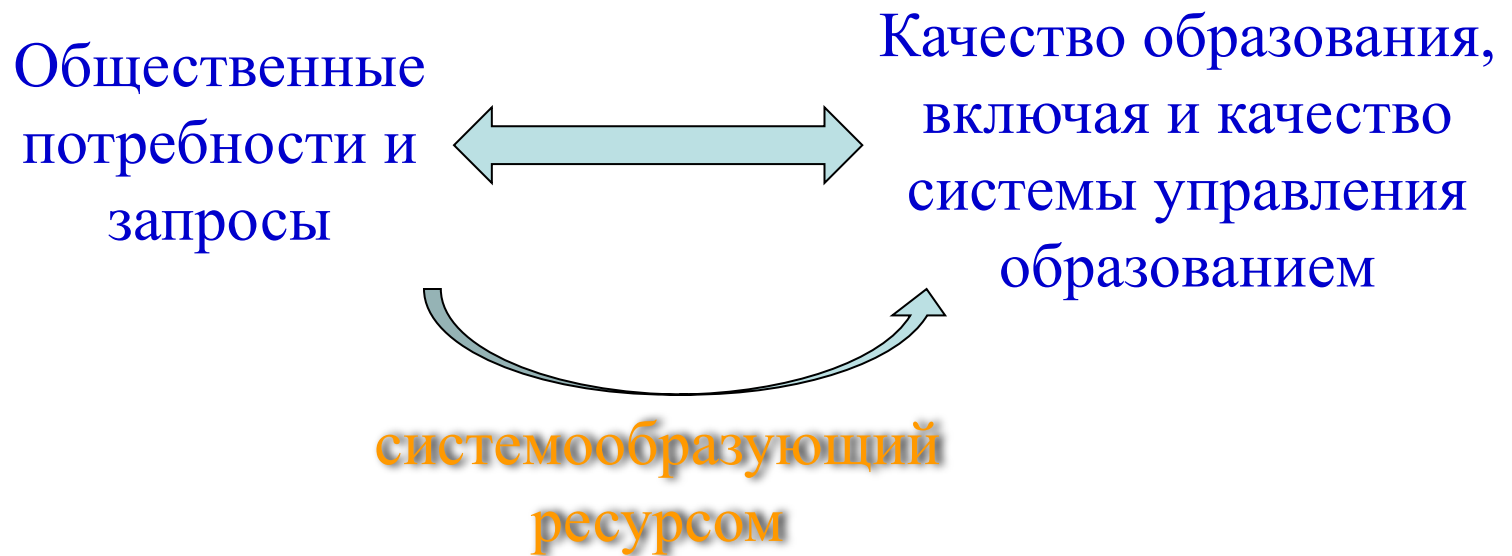 Общественные
потребности и
запросы
Качество образования,
включая и качество
системы управления
образованием
системообразующий
ресурсом